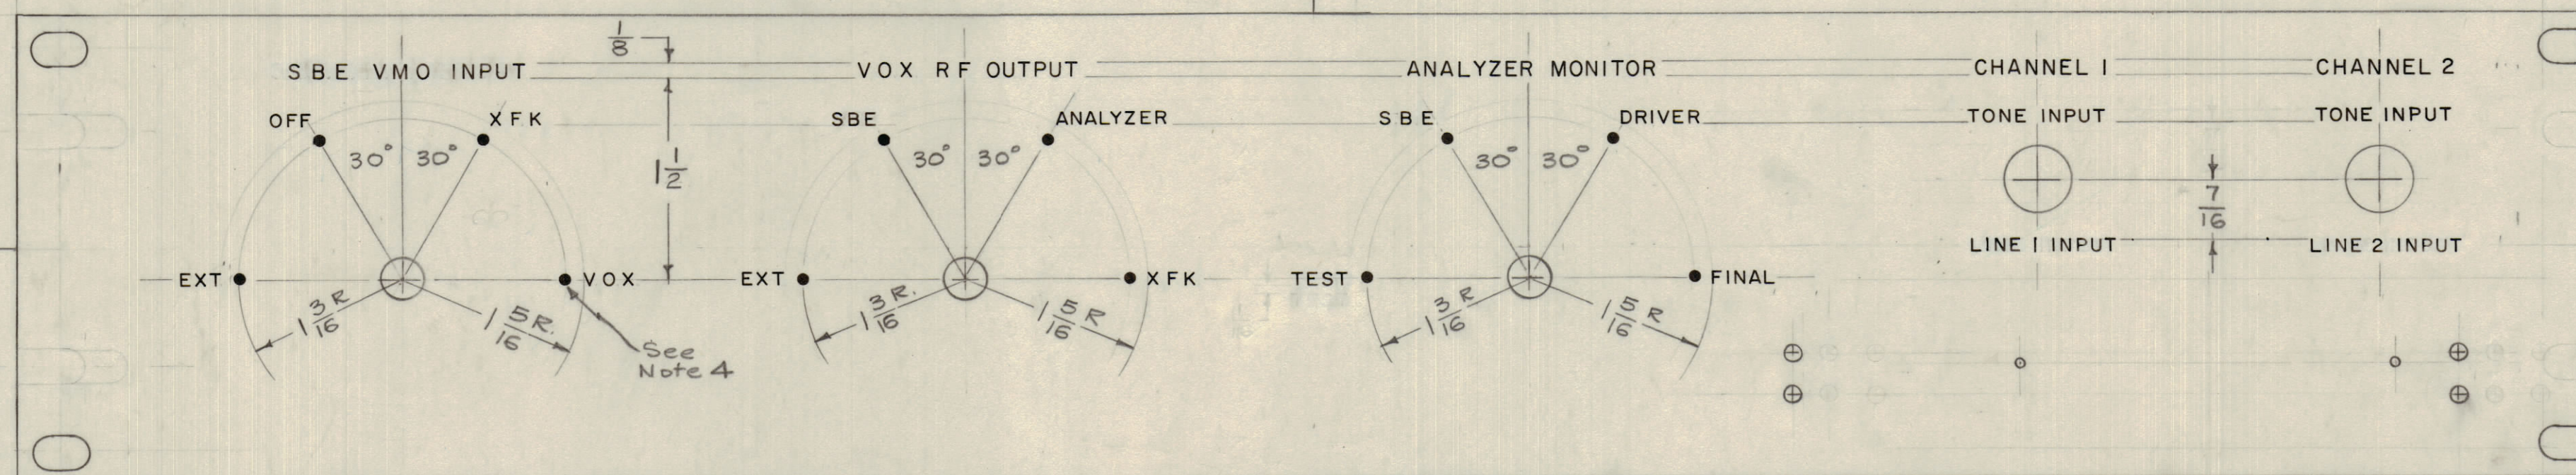 1/8
SBE VMO INPUT
VOX RF OUTPUT
ANALYZER MONITOR
CHANNEL 1
CHANNEL 2
OFF
XFK
SBE
ANALYZER
SBE
DRIVER
TONE INPUT
TONE INPUT
30° 30°
30° 30°
30° 30°
1 1/2
7/16
LINE 1 INPUT
LINE 2 INPUT
EXT
VOX
EXT
XFK
TEST
FINAL
1 3/16 R
1 5/16 R.
1 3/16 R.
1 5/16 R
1 3/16 R
1 5/16 R
See
Note 4